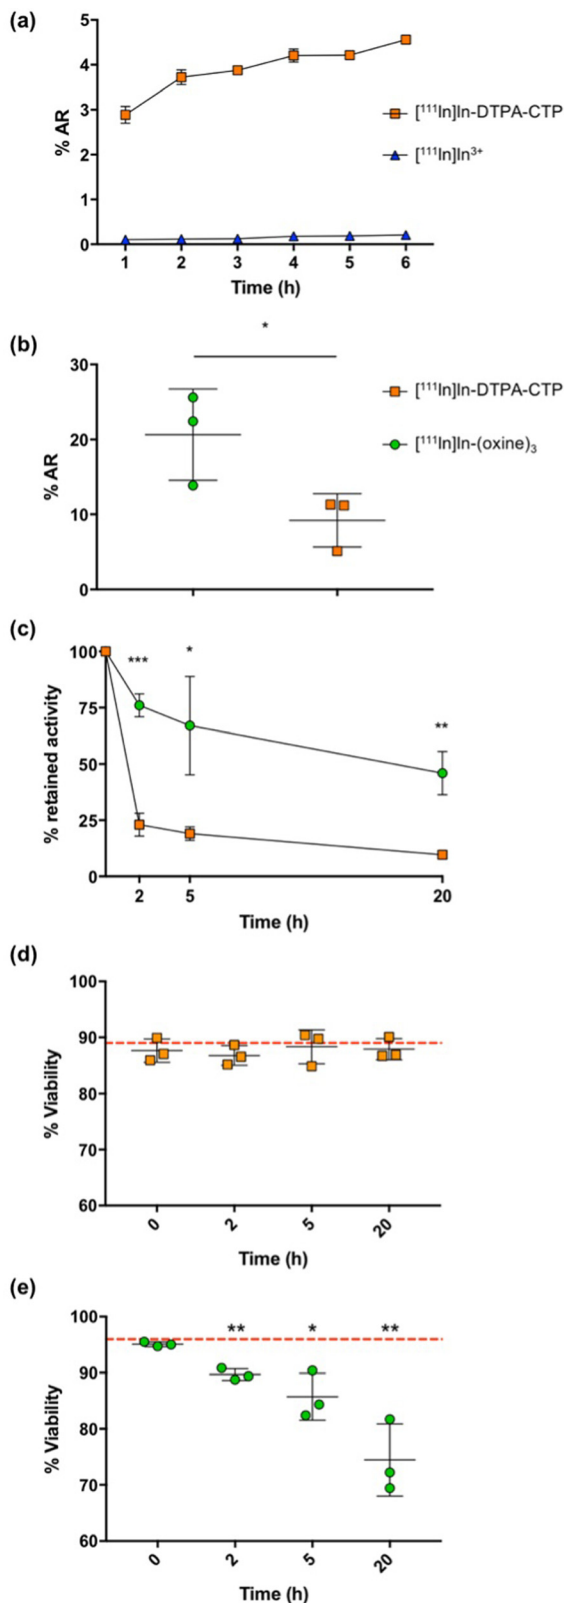 (a)
5
4
3
2
1
0
% AR
1 2 3 4 5 6
Time (h)
[¹¹¹In]In-DTPA-CTP
[¹¹¹In]In³⁺
(b)
*
30
20
10
0
% AR
[¹¹¹In]In-DTPA-CTP
[¹¹¹In]In-(oxine)₃
(c)
100
75
50
25
0
% retained activity
*** * **
2 5 20
Time (h)
(d)
100
90
80
70
60
% Viability
0 2 5 20
Time (h)
(e)
100
90
80
70
60
% Viability
** * **
0 2 5 20
Time (h)